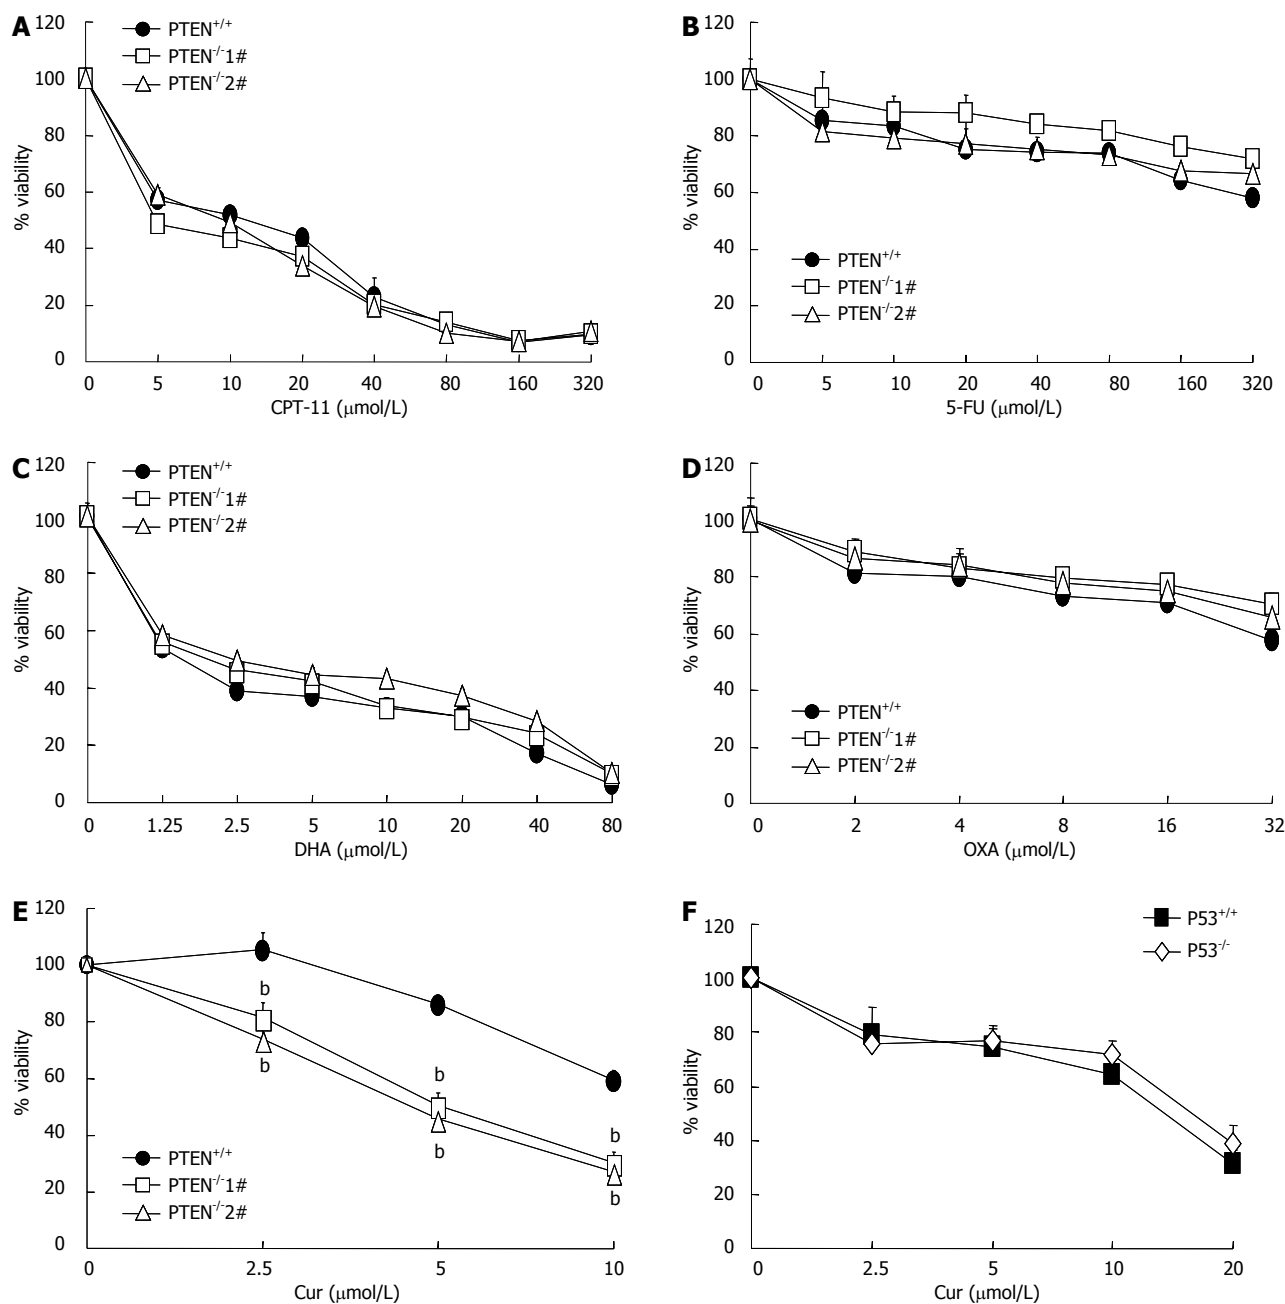 A
PTEN+/+
PTEN-/-1#
PTEN-/-2#
% viability
120
100
80
60
40
20
0
0 5 10 20 40 80 160 320
CPT-11 (μmol/L)
B
PTEN+/+
PTEN-/-1#
PTEN-/-2#
% viability
120
100
80
60
40
20
0
0 5 10 20 40 80 160 320
5-FU (μmol/L)
C
PTEN+/+
PTEN-/-1#
PTEN-/-2#
% viability
120
100
80
60
40
20
0
0 1.25 2.5 5 10 20 40 80
DHA (μmol/L)
D
PTEN+/+
PTEN-/-1#
PTEN-/-2#
% viability
120
100
80
60
40
20
0
0 2 4 8 16 32
OXA (μmol/L)
E
PTEN+/+
PTEN-/-1#
PTEN-/-2#
b
b
b
b
b
b
% viability
120
100
80
60
40
20
0
0 2.5 5 10
Cur (μmol/L)
F
P53+/+
P53-/-
% viability
120
100
80
60
40
20
0
0 2.5 5 10 20
Cur (μmol/L)